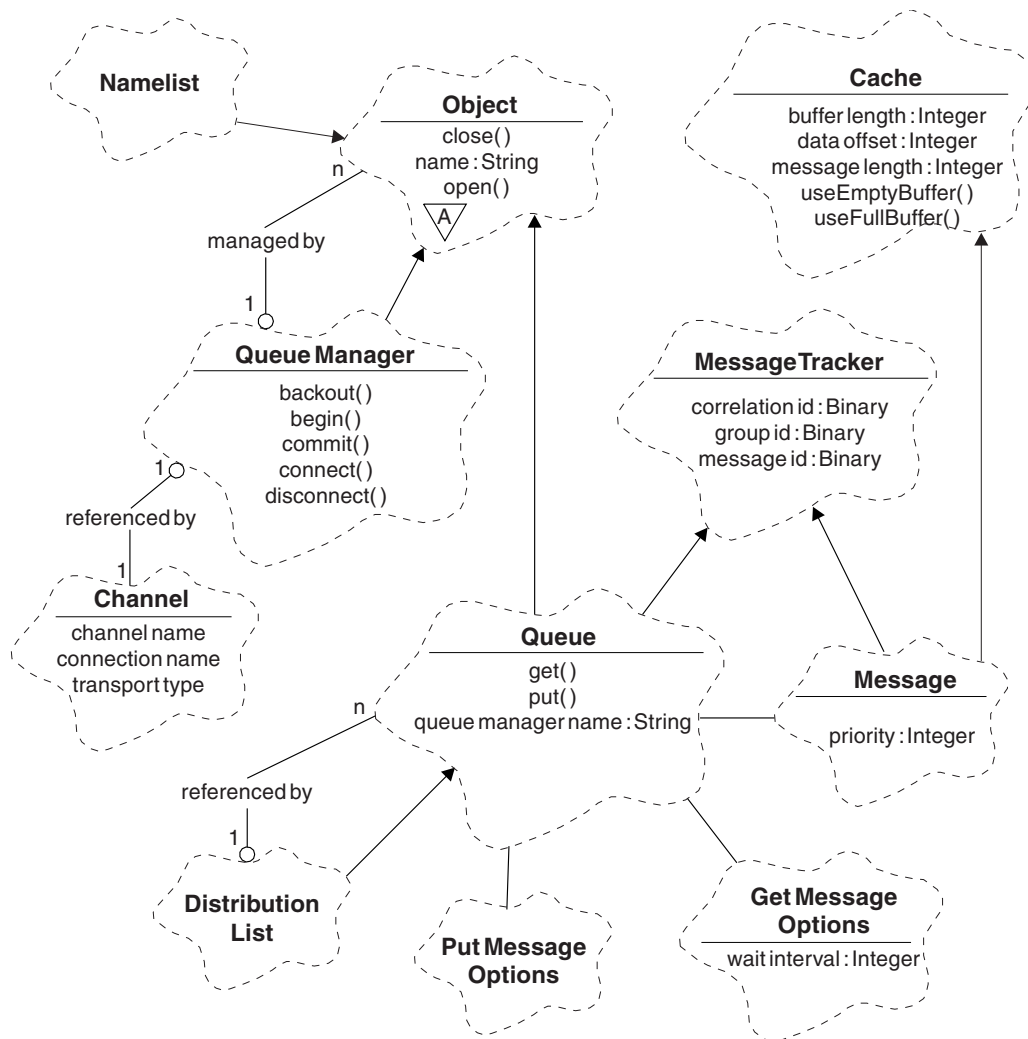 Namelist
Object
close()
name : String
open()
A
n
managed by
1
Cache
buffer length : Integer
data offset : Integer
message length : Integer
useEmptyBuffer()
useFullBuffer()
Queue Manager
backout()
begin()
commit()
connect()
disconnect()
1
referenced by
1
Message Tracker
correlation id : Binary
group id : Binary
message id : Binary
Channel
channel name
connection name
transport type
Queue
get()
put()
queue manager name : String
n
referenced by
1
Message
priority : Integer
Distribution
List
Put Message
Options
Get Message
Options
wait interval : Integer